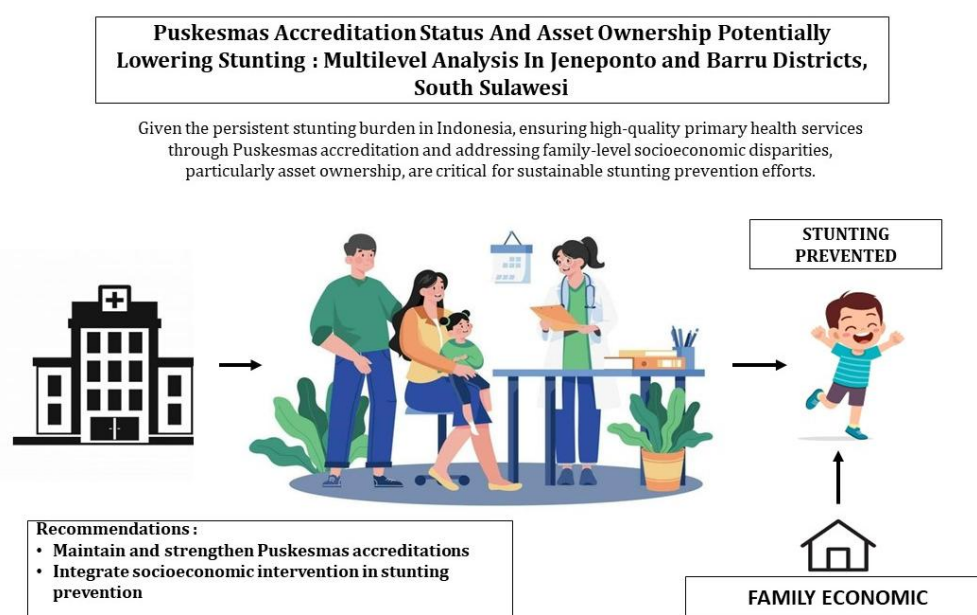 Puskesmas Accreditation Status And Asset Ownership Potentially
Lowering Stunting : Multilevel Analysis In Jeneponto and Barru Districts,
South Sulawesi
Given the persistent stunting burden in Indonesia, ensuring high-quality primary health services
through Puskesmas accreditation and addressing family-level socioeconomic disparities,
particularly asset ownership, are critical for sustainable stunting prevention efforts.
STUNTING
PREVENTED
Recommendations :
• Maintain and strengthen Puskesmas accreditations
• Integrate socioeconomic intervention in stunting
prevention
FAMILY ECONOMIC